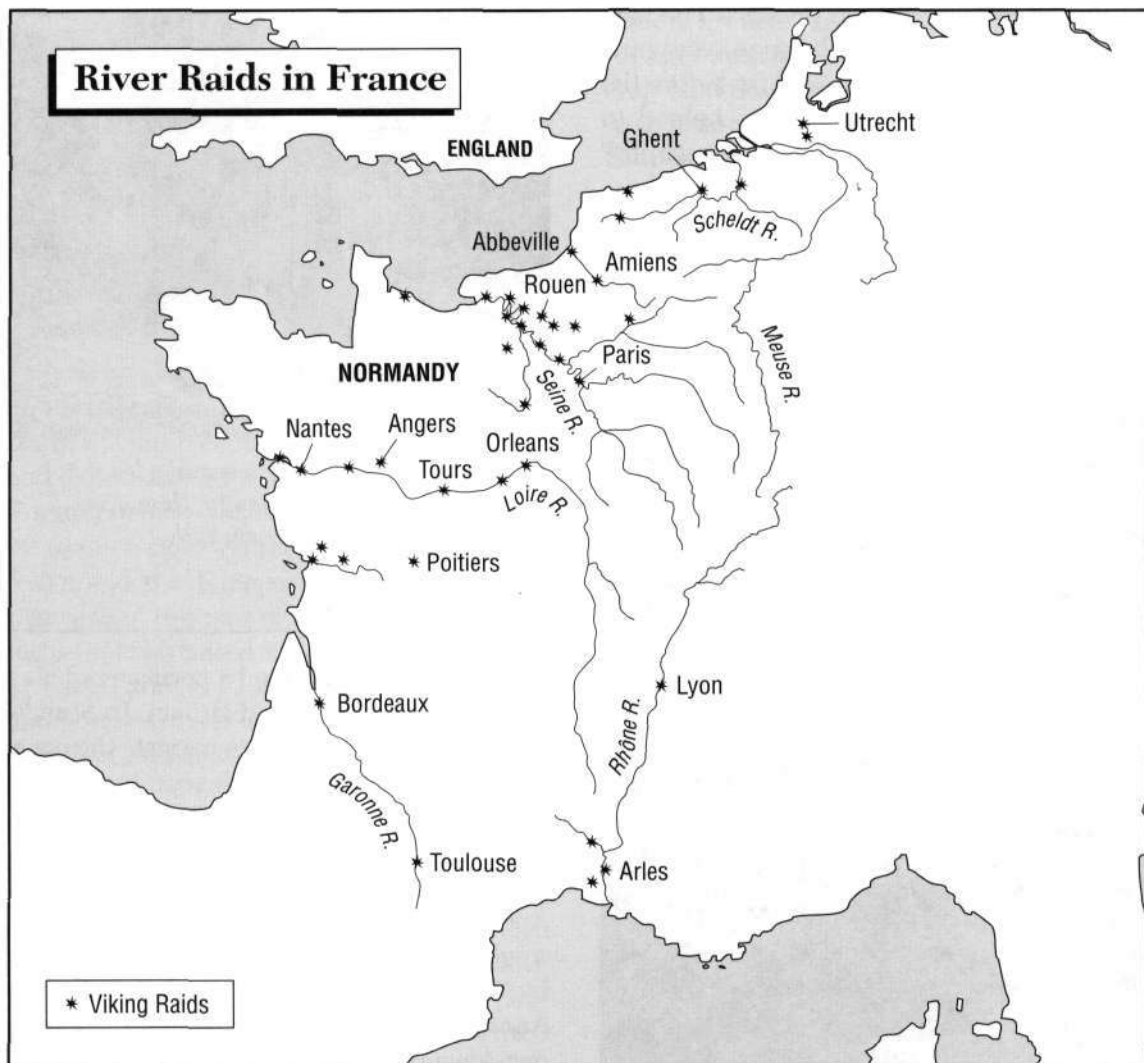 River Raids in France
ENGLAND
Utrecht
Ghent
Scheldt R.
Abbeville
Amiens
Rouen
Meuse R.
NORMANDY
Paris
Seine R.
Nantes
Angers
Orleans
Tours
Loire R.
Poitiers
Lyon
Bordeaux
Rhône R.
Garonne R.
Toulouse
Arles
Viking Raids